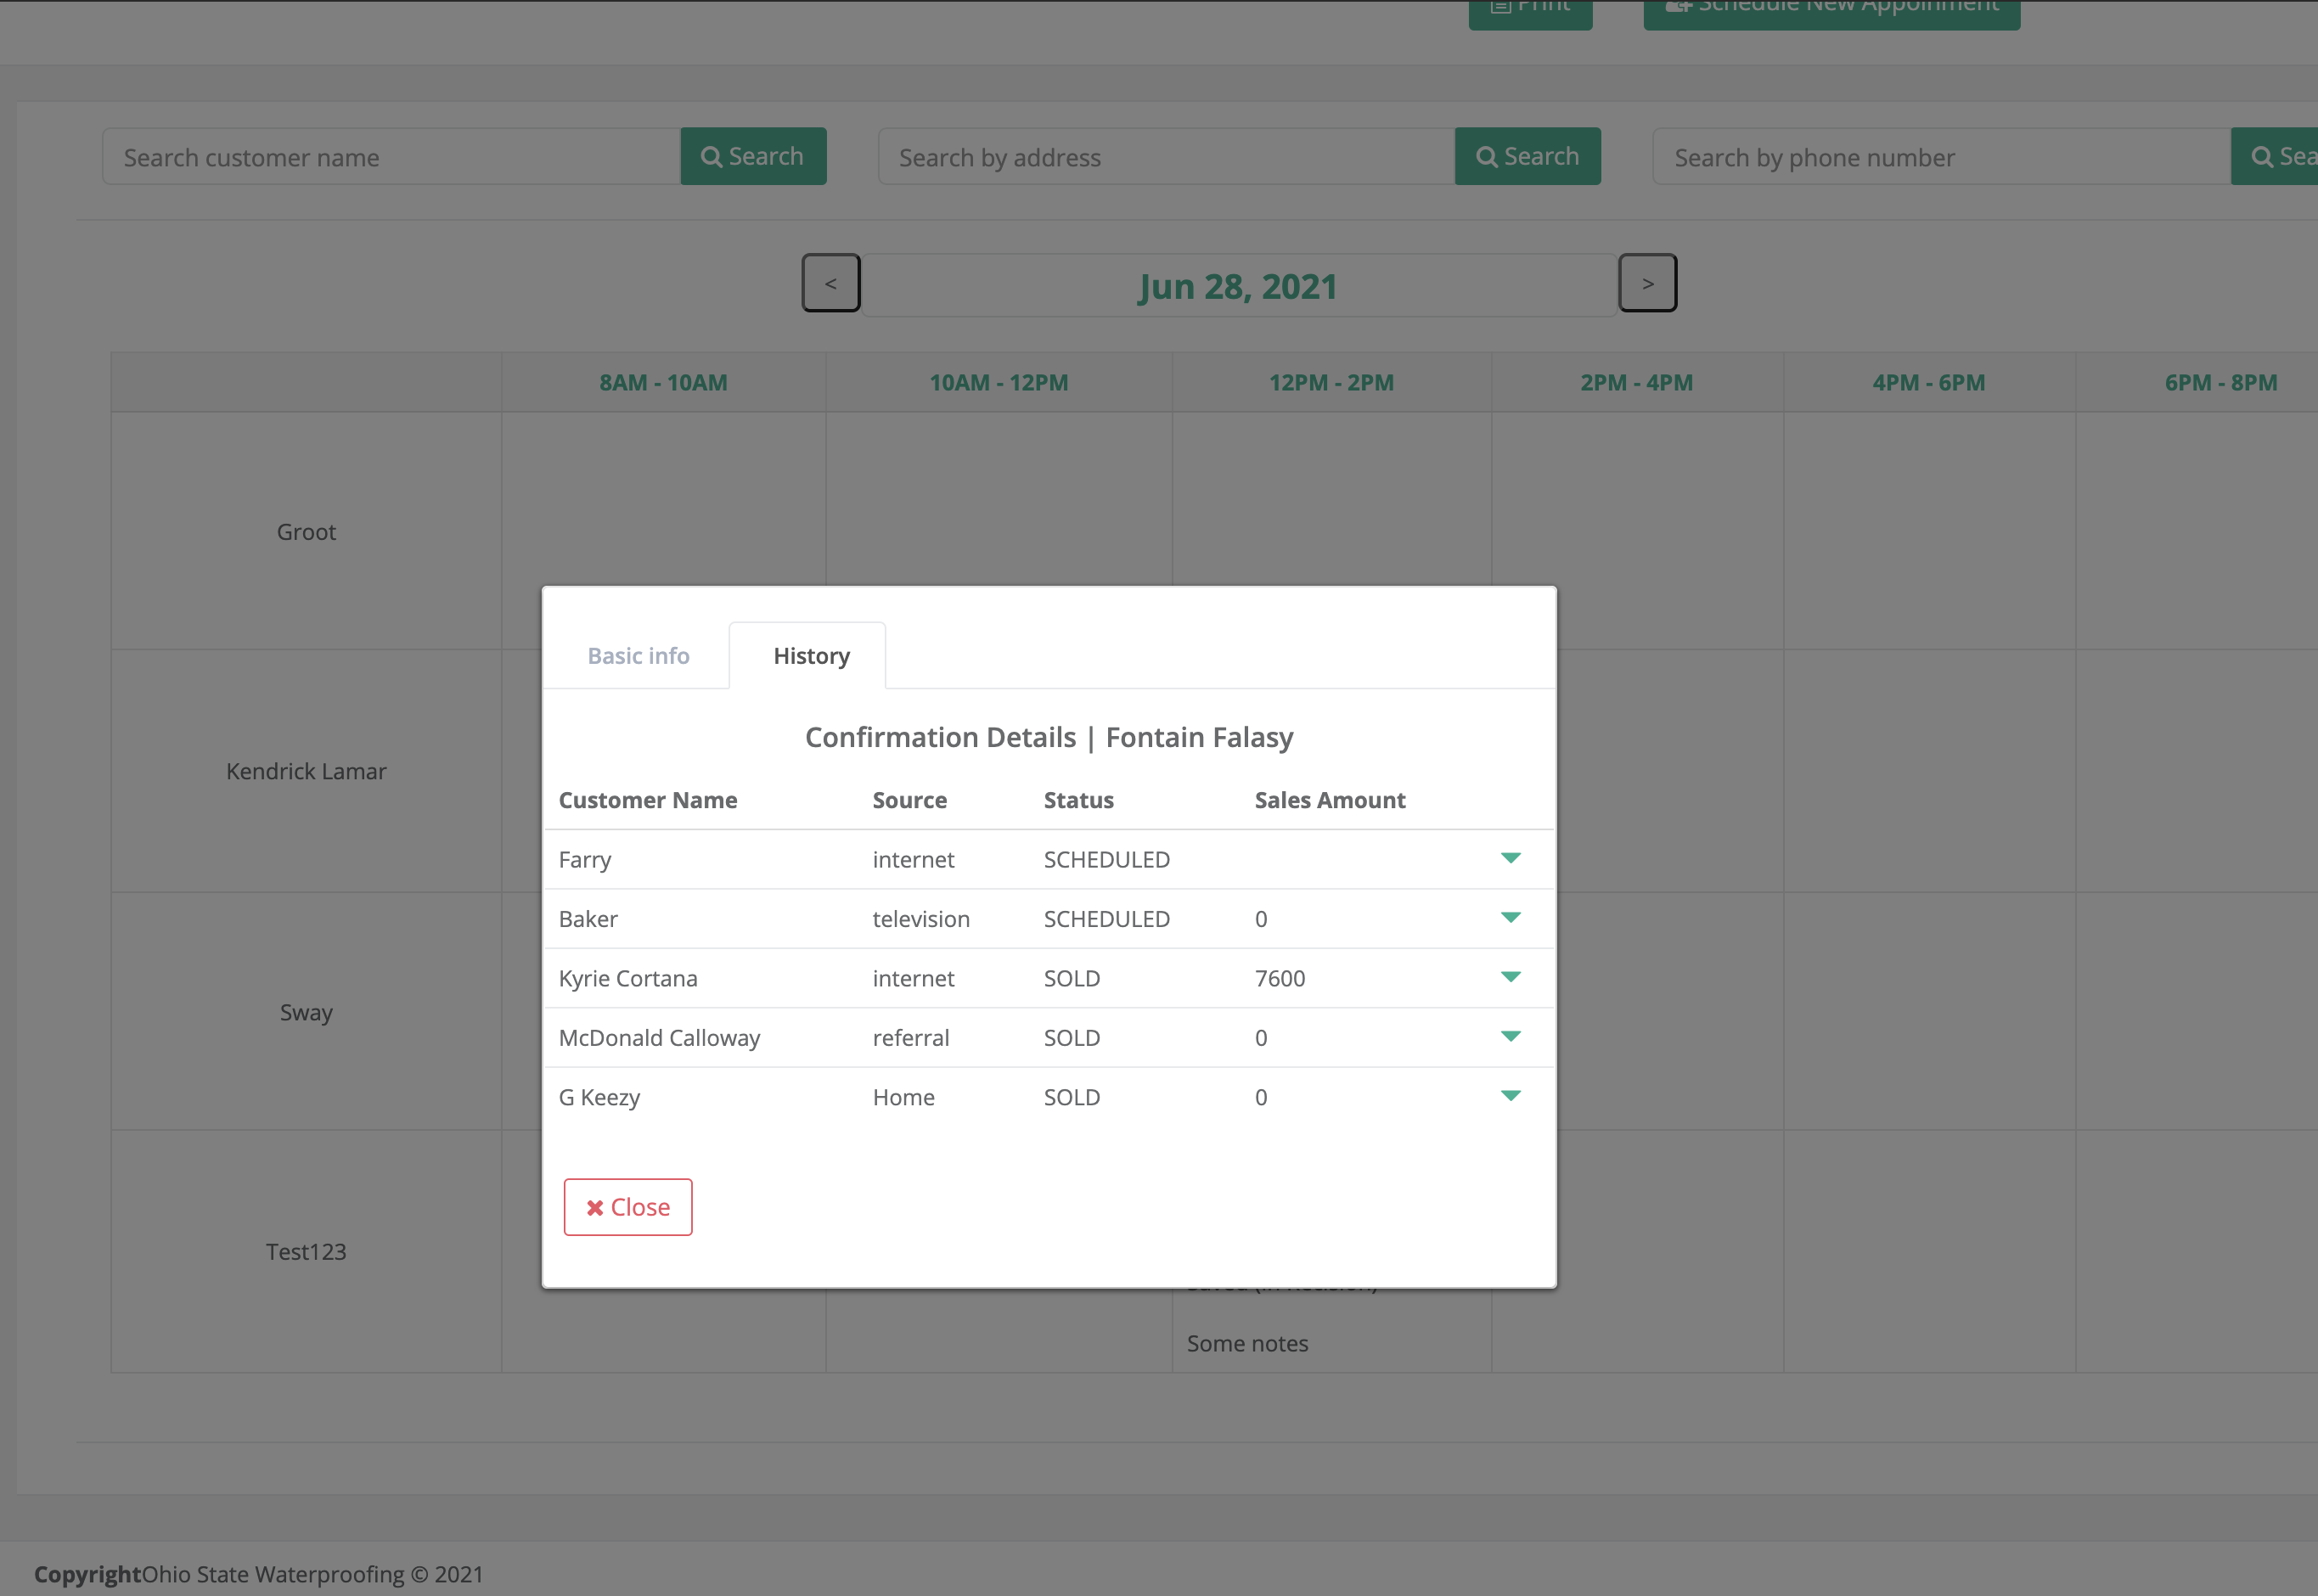 Print Schedule New Appoinment
Search customer name Search Search by address Search Search by phone number Sea
< Jun 28, 2021 >
8AM - 10AM 10AM - 12PM 12PM - 2PM 2PM - 4PM 4PM - 6PM 6PM - 8PM
Groot
Kendrick Lamar
Sway
Test123
Some notes
Basic info History
Confirmation Details | Fontain Falasy
Customer Name Source Status Sales Amount
Farry internet SCHEDULED
Baker television SCHEDULED 0
Kyrie Cortana internet SOLD 7600
McDonald Calloway referral SOLD 0
G Keezy Home SOLD 0
Close
CopyrightOhio State Waterproofing © 2021